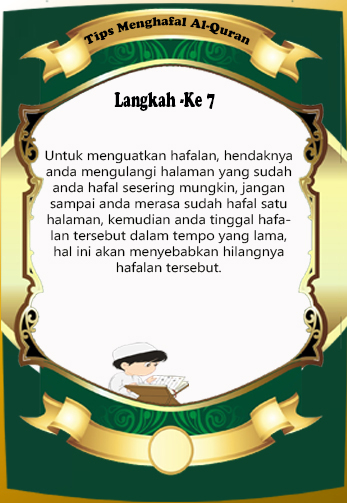 Tips Menghafal Al-Quran
Langkah -Ke 7
Untuk menguatkan hafalan, hendaknya
anda mengulangi halaman yang sudah
anda hafal sesering mungkin, jangan
sampai anda merasa sudah hafal satu
halaman, kemudian anda tinggal hafa-
lan tersebut dalam tempo yang lama,
hal ini akan menyebabkan hilangnya
hafalan tersebut.